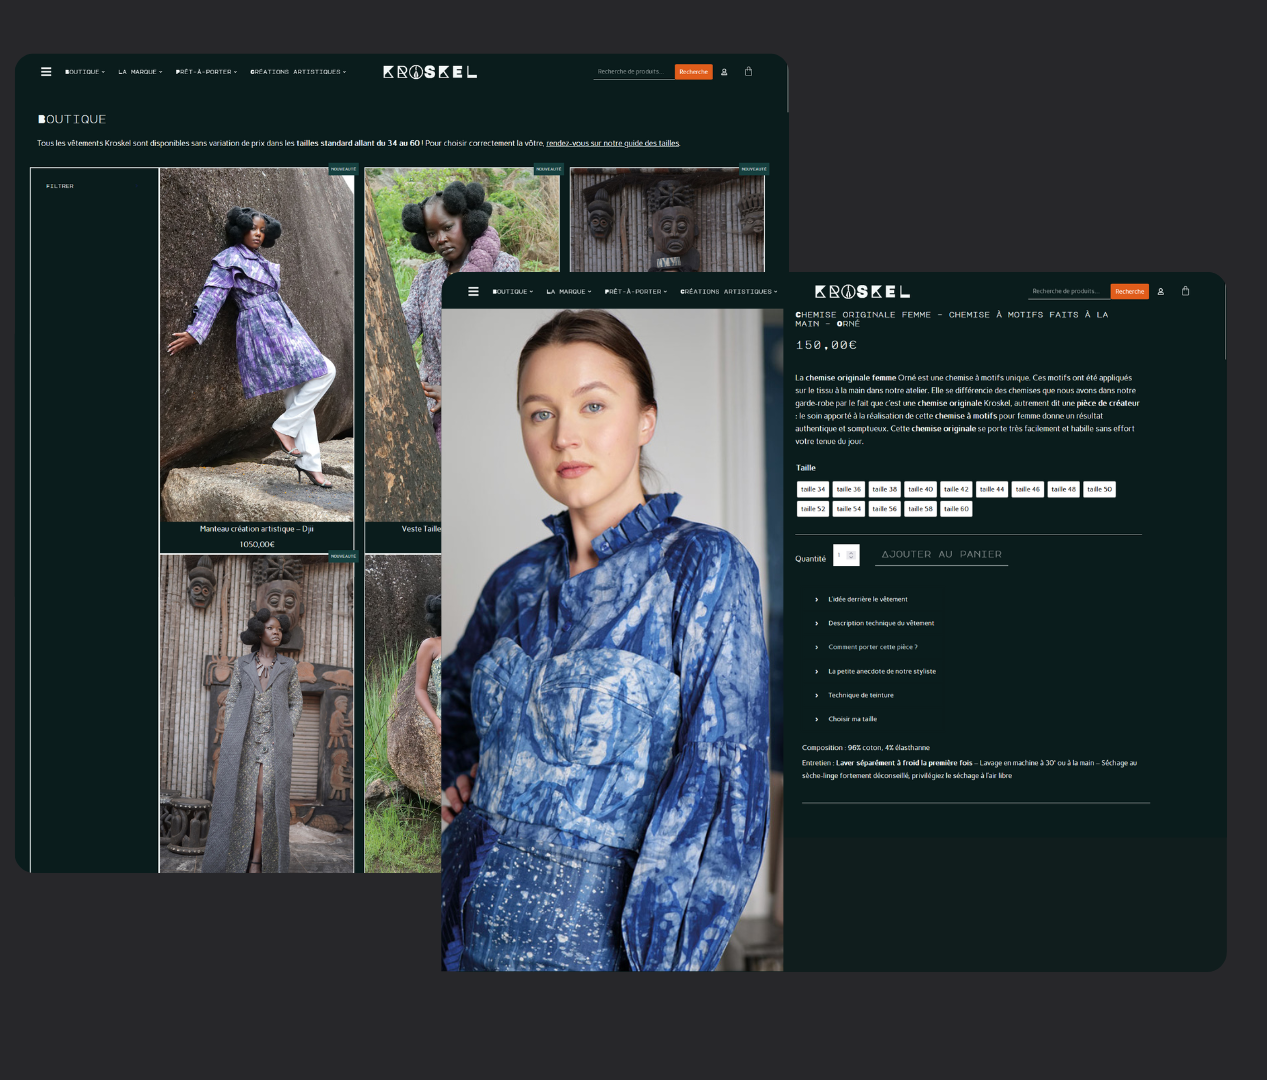 BOUTIQUE
LA MARQUE
PRÊT-À-PORTER
CRÉATIONS ARTISTIQUES
KROSKEL
Recherche de produits…
Recherche
BOUTIQUE
Tous les vêtements Kroskel sont disponibles sans variation de prix dans les tailles standard allant du 34 au 60 ! Pour choisir correctement la vôtre, rendez-vous sur notre guide des tailles.
FILTRER
NOUVEAUTÉ
NOUVEAUTÉ
NOUVEAUTÉ
Manteau création artistique – Djii
1050,00€
Veste Taille
NOUVEAUTÉ
BOUTIQUE
LA MARQUE
PRÊT-À-PORTER
CRÉATIONS ARTISTIQUES
KROSKEL
Recherche de produits…
Recherche
CHEMISE ORIGINALE FEMME – CHEMISE À MOTIFS FAITS À LA
MAIN – ORNÉ
150,00€
La chemise originale femme Orné est une chemise à motifs unique. Ces motifs ont été appliqués
sur le tissu à la main dans notre atelier. Elle se différencie des chemises que nous avons dans notre
garde-robe par le fait que c'est une chemise originale Kroskel, autrement dit une pièce de créateur
: le soin apporté à la réalisation de cette chemise à motifs pour femme donne un résultat
authentique et somptueux. Cette chemise originale se porte très facilement et habille sans effort
votre tenue du jour.
Taille
taille 34 taille 36 taille 38 taille 40 taille 42 taille 44 taille 46 taille 48 taille 50
taille 52 taille 54 taille 56 taille 58 taille 60
Quantité 1 AJOUTER AU PANIER
L'idée derrière le vêtement
Description technique du vêtement
Comment porter cette pièce ?
La petite anecdote de notre styliste
Technique de teinture
Choisir ma taille
Composition : 96% coton, 4% élasthanne
Entretien : Laver séparément à froid la première fois – Lavage en machine à 30° ou à la main – Séchage au
sèche-linge fortement déconseillé, privilégiez le séchage à l'air libre